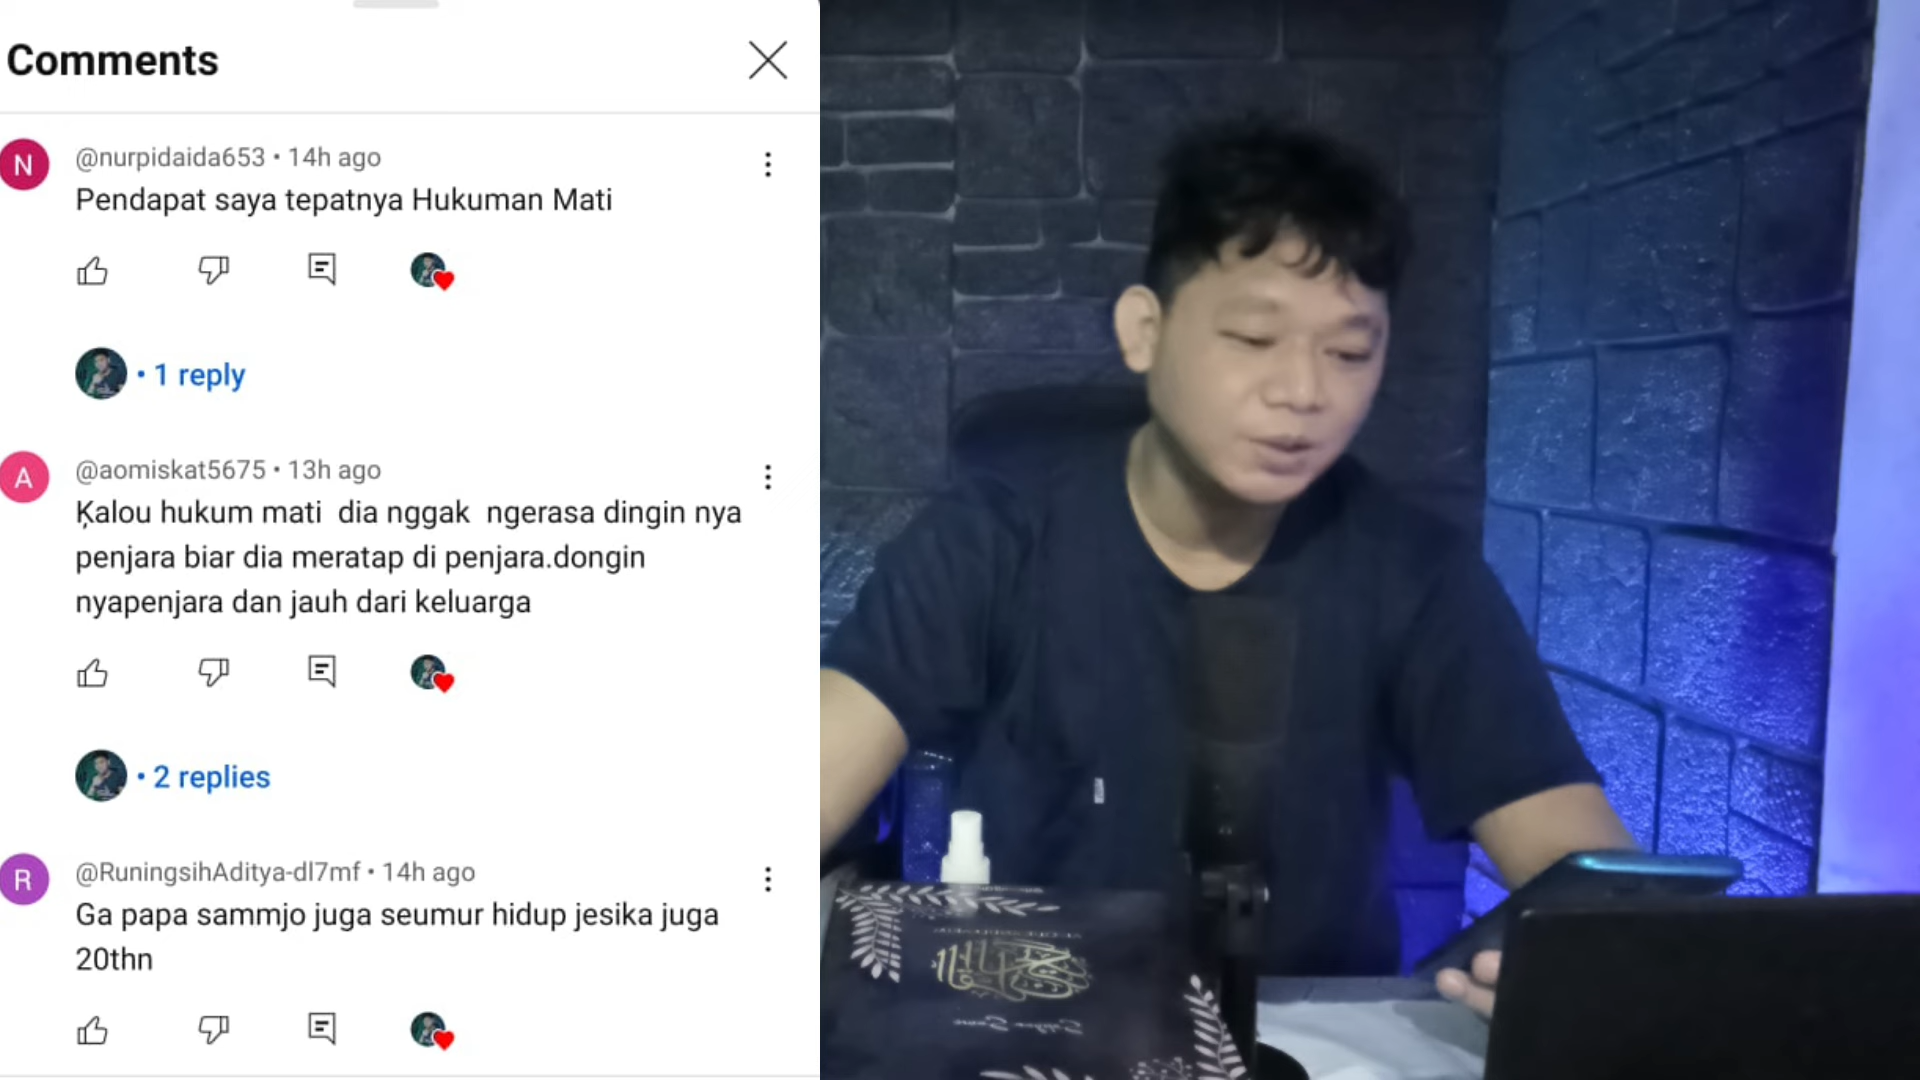 Comments
N
@nurpidaida653 • 14h ago
Pendapat saya tepatnya Hukuman Mati
• 1 reply
A
@aomiskat5675 • 13h ago
Ķalou hukum mati  dia nggak  ngerasa dingin nya
penjara biar dia meratap di penjara.dongin
nyapenjara dan jauh dari keluarga
• 2 replies
R
@RuningsihAditya-dl7mf • 14h ago
Ga papa sammjo juga seumur hidup jesika juga
20thn